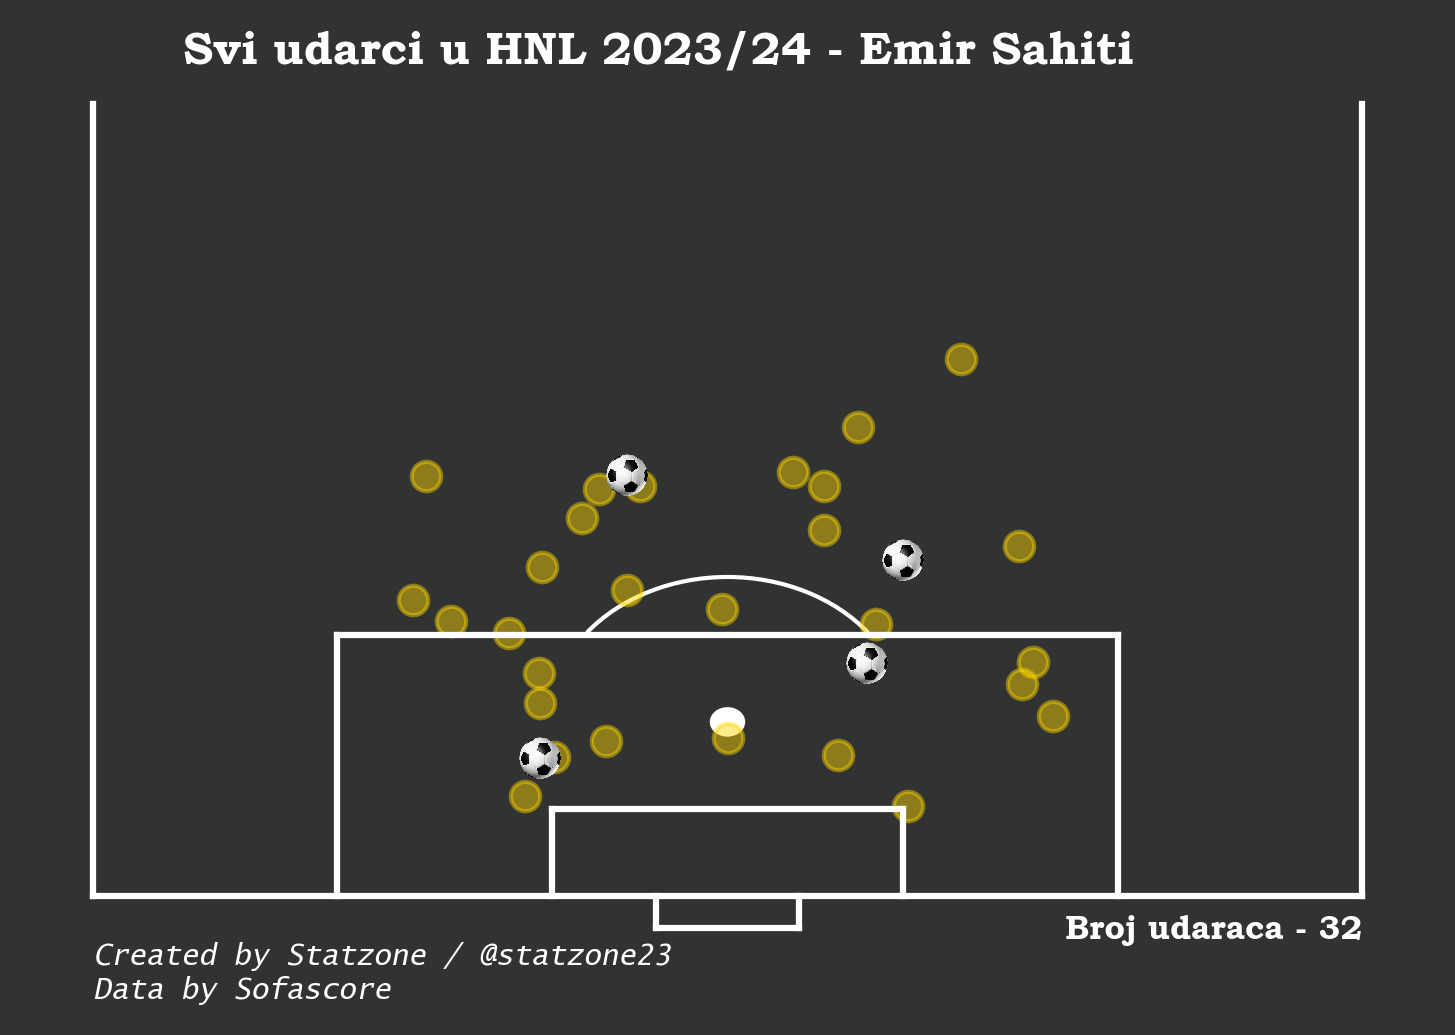 Svi udarci u HNL 2023/24 - Emir Sahiti
Broj udaraca - 32
Created by Statzone / @statzone23
Data by Sofascore